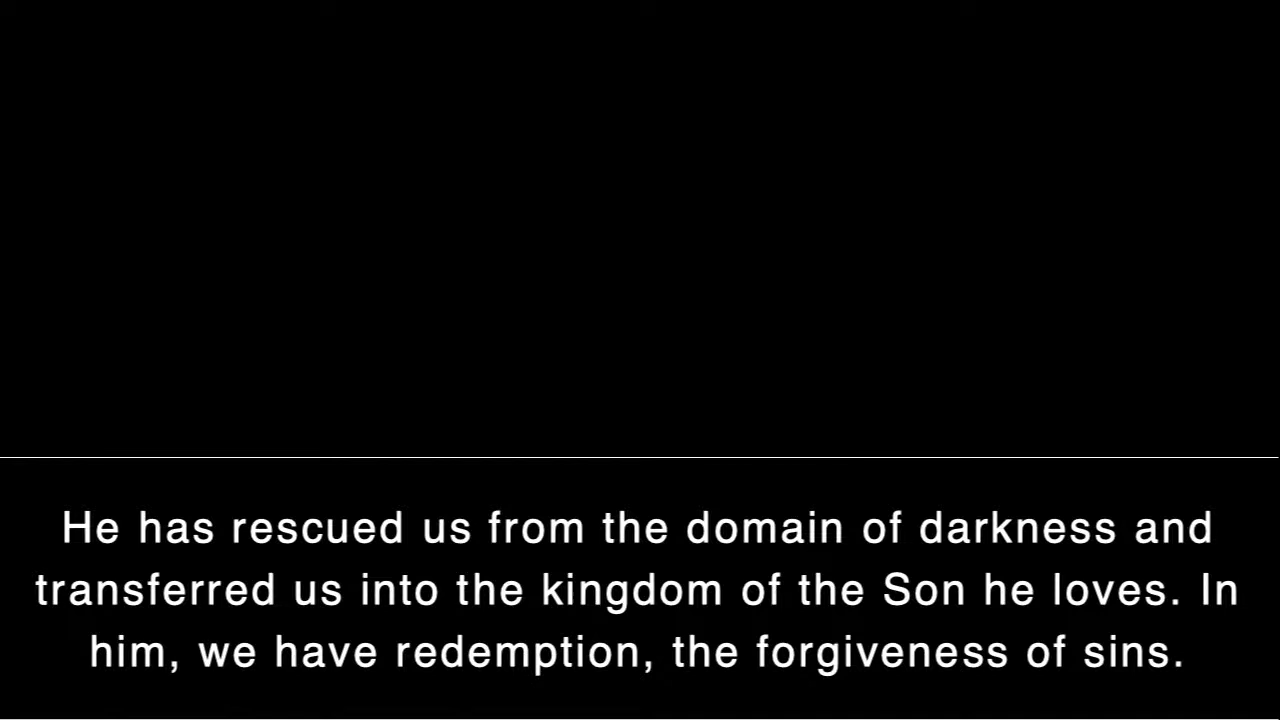 He has rescued us from the domain of darkness and
transferred us into the kingdom of the Son he loves. In
him, we have redemption, the forgiveness of sins.